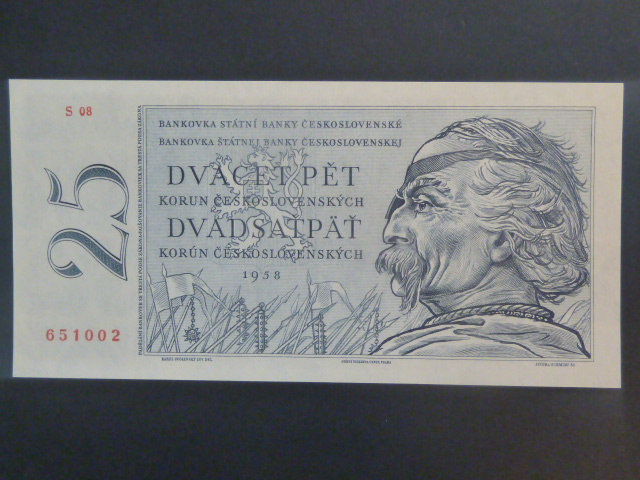 S 08
25
651002
BANKOVKA STÁTNÍ BANKY ČESKOSLOVENSKÉ
BANKOVKA ŠTÁTNEJ BANKY ČESKOSLOVENSKEJ
DVACET PĚT
KORUN ČESKOSLOVENSKÝCH
DVADSAŤPÄŤ
KORÚN ČESKOSLOVENSKÝCH
1958